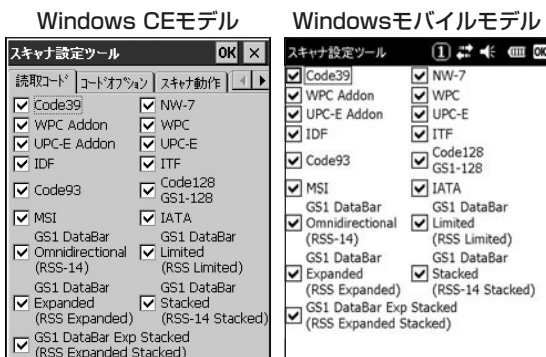 Windows CEモデル
スキャナ設定ツール OK ×
読取コード コードオプション スキャナ動作
Code39 NW-7
WPC Addon WPC
UPC-E Addon UPC-E
IDF ITF
Code93 Code128
GS1-128
MSI IATA
GS1 DataBar
Omnidirectional
(RSS-14)
GS1 DataBar
Limited
(RSS Limited)
GS1 DataBar
Expanded
(RSS Expanded)
GS1 DataBar
Stacked
(RSS-14 Stacked)
GS1 DataBar Exp Stacked
(RSS Expanded Stacked)
Windowsモバイルモデル
スキャナ設定ツール 1 OK
Code39 NW-7
WPC Addon WPC
UPC-E Addon UPC-E
IDF ITF
Code93 Code128
GS1-128
MSI IATA
GS1 DataBar
Omnidirectional
(RSS-14)
GS1 DataBar
Limited
(RSS Limited)
GS1 DataBar
Expanded
(RSS Expanded)
GS1 DataBar
Stacked
(RSS-14 Stacked)
GS1 DataBar Exp Stacked
(RSS Expanded Stacked)